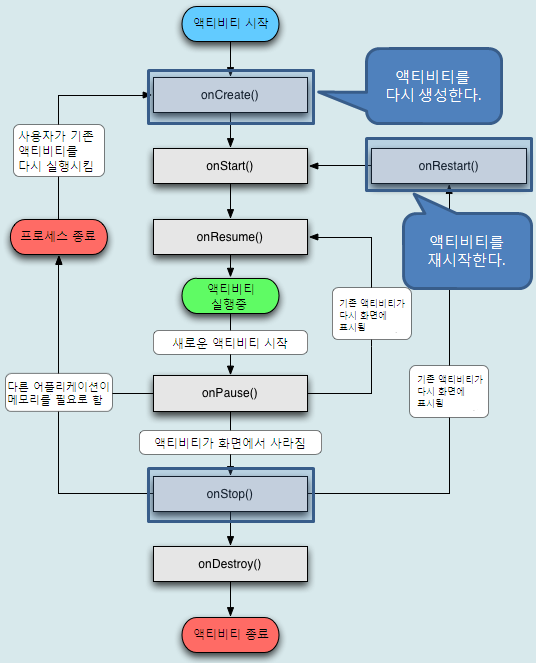 액티비티 시작
onCreate()
액티비티를
다시 생성한다.
사용자가 기존
액티비티를
다시 실행시킴
onStart()
onRestart()
프로세스 종료
onResume()
액티비티를
재시작한다.
액티비티
실행중
기존 액티비티가
다시 화면에
표시됨
새로운 액티비티 시작
다른 어플리케이션이
메모리를 필요로 함
onPause()
기존 액티비티가
다시 화면에
표시됨
액티비티가 화면에서 사라짐
onStop()
onDestroy()
액티비티 종료